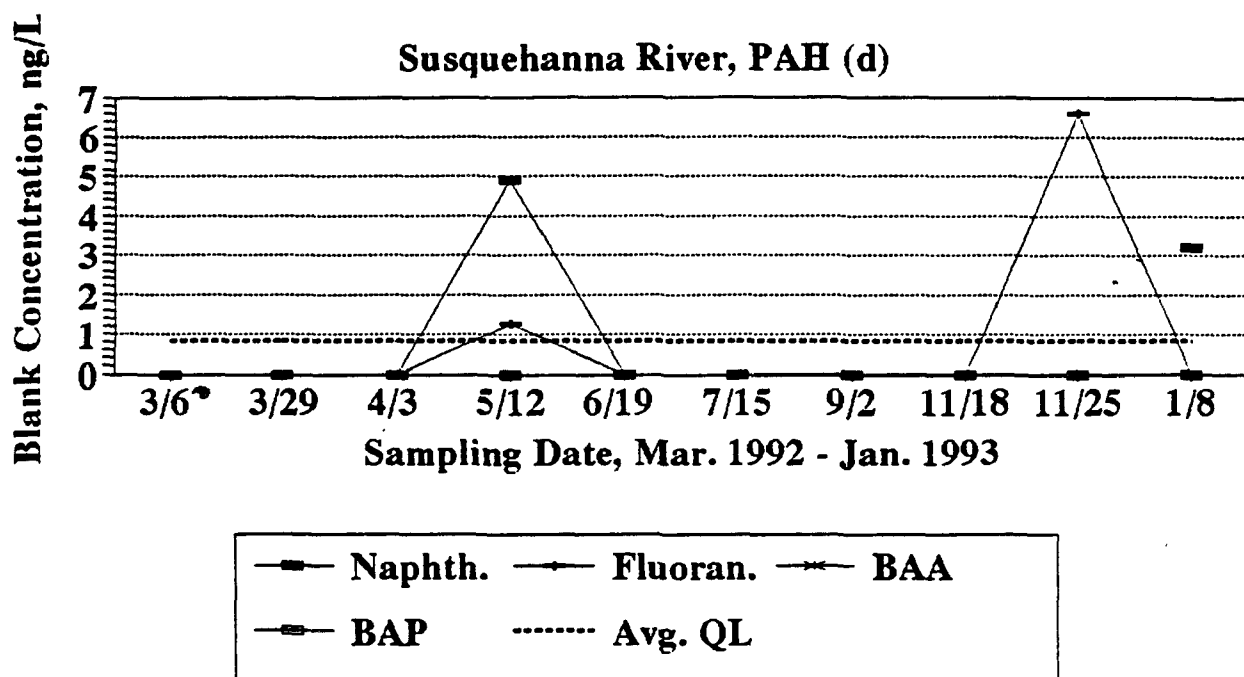 Susquehanna River, PAH (d)
Blank Concentration, ng/L
7
6
5
4
3
2
1
0
3/6 3/29 4/3 5/12 6/19 7/15 9/2 11/18 11/25 1/8
Sampling Date, Mar. 1992 - Jan. 1993
Naphth. Fluoran. BAA
BAP Avg. QL